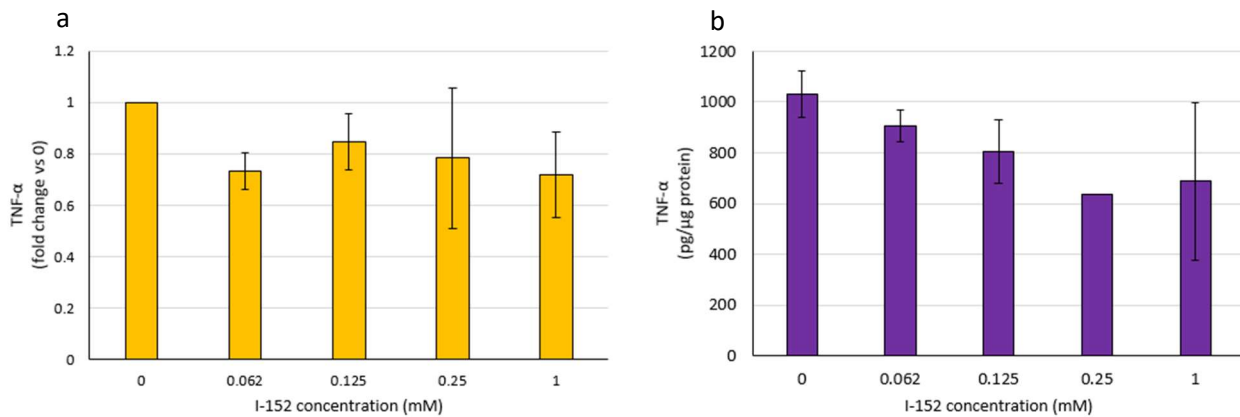 a
1.2
1
0.8
0.6
0.4
0.2
0
TNF-α
(fold change vs 0)
0 0.062 0.125 0.25 1
I-152 concentration (mM)
b
1200
1000
800
600
400
200
0
TNF-α
(pg/µg protein)
0 0.062 0.125 0.25 1
I-152 concentration (mM)